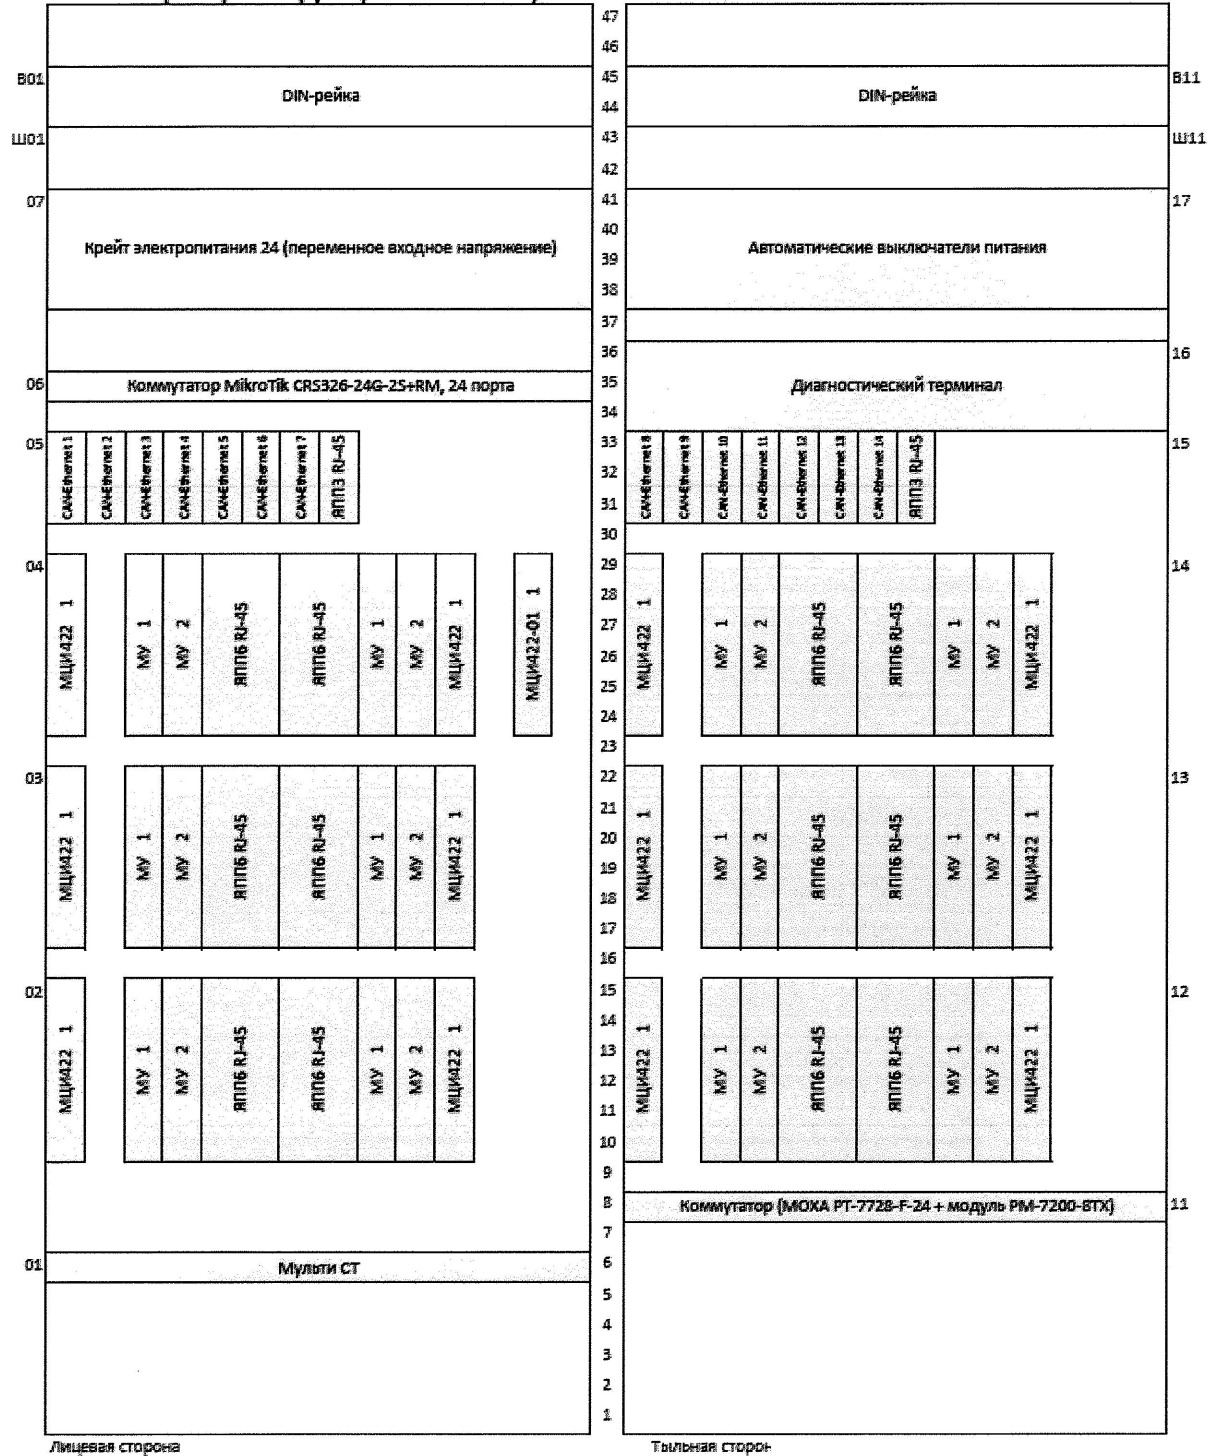 47
46
В01 45 В11
DIN-рейка DIN-рейка
44
Ш01 43 Ш11
42
07 41 17
40
Крейт электропитания 24 (переменное входное напряжение) Автоматические выключатели питания
39
38
37
36 16
06 Коммутатор MikroTik CRS326-24G-2S+RM, 24 порта 35 Диагностический терминал
34
05 33 15
CAN-Ethernet 1
CAN-Ethernet 2
CAN-Ethernet 3
CAN-Ethernet 4
CAN-Ethernet 5
CAN-Ethernet 6
CAN-Ethernet 7
ЯПП3 RJ-45
32
31
CAN-Ethernet 8
CAN-Ethernet 9
CAN-Ethernet 10
CAN-Ethernet 11
CAN-Ethernet 12
CAN-Ethernet 13
CAN-Ethernet 14
ЯПП3 RJ-45
30
04 29 14
МЦИ422 1
МУ 1
МУ 2
ЯПП6 RJ-45
ЯПП6 RJ-45
МУ 1
МУ 2
МЦИ422 1
МЦИ422-01 1
28
27
26
25
24
МЦИ422 1
МУ 1
МУ 2
ЯПП6 RJ-45
ЯПП6 RJ-45
МУ 1
МУ 2
МЦИ422 1
23
03 22 13
МЦИ422 1
МУ 1
МУ 2
ЯПП6 RJ-45
ЯПП6 RJ-45
МУ 1
МУ 2
МЦИ422 1
21
20
19
18
17
МЦИ422 1
МУ 1
МУ 2
ЯПП6 RJ-45
ЯПП6 RJ-45
МУ 1
МУ 2
МЦИ422 1
16
02 15 12
МЦИ422 1
МУ 1
МУ 2
ЯПП6 RJ-45
ЯПП6 RJ-45
МУ 1
МУ 2
МЦИ422 1
14
13
12
11
10
МЦИ422 1
МУ 1
МУ 2
ЯПП6 RJ-45
ЯПП6 RJ-45
МУ 1
МУ 2
МЦИ422 1
9
8 Коммутатор (MOXA PT-7728-F-24 + модуль PM-7200-8TX) 11
7
01 Мульти СТ 6
5
4
3
2
1
Лицевая сторона Тыльная сторон